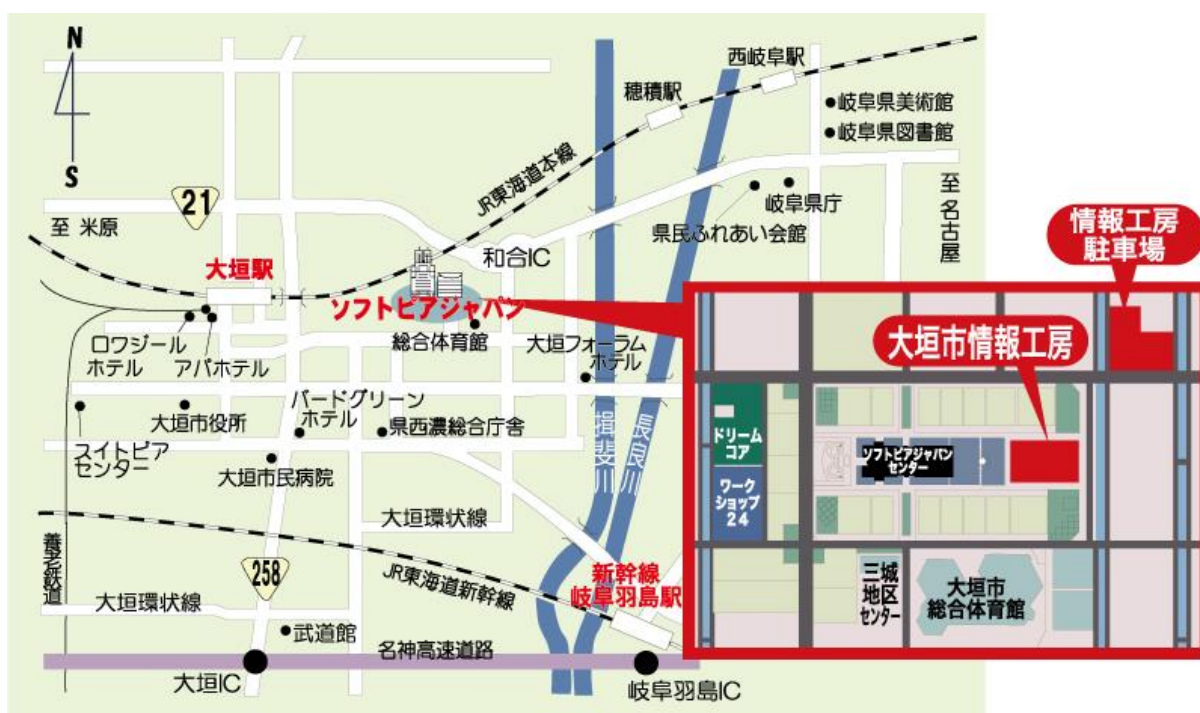 N
S
21
至 米原
大垣駅
ロワジール
ホテル
アパホテル
JR東海道本線
穂積駅
西岐阜駅
岐阜県美術館
岐阜県図書館
岐阜県庁
県民ふれあい会館
至 名古屋
和合IC
ソフトピアジャパン
総合体育館
大垣フォーラム
ホテル
スイトピア
センター
大垣市役所
バードグリーン
ホテル
県西濃総合庁舎
大垣市民病院
揖斐川
長良川
大垣環状線
養老鉄道
258
JR東海道新幹線
新幹線
岐阜羽島駅
大垣環状線
武道館
名神高速道路
大垣IC
岐阜羽島IC
情報工房
駐車場
大垣市情報工房
ドリーム
コア
ソフトピアジャパン
センター
ワーク
ショップ
24
三城
地区
センター
大垣市
総合体育館